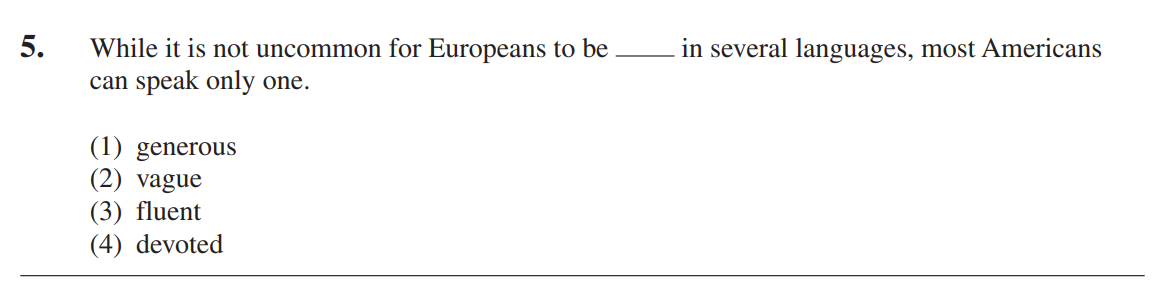 5. While it is not uncommon for Europeans to be ____ in several languages, most Americans
can speak only one.
(1) generous
(2) vague
(3) fluent
(4) devoted